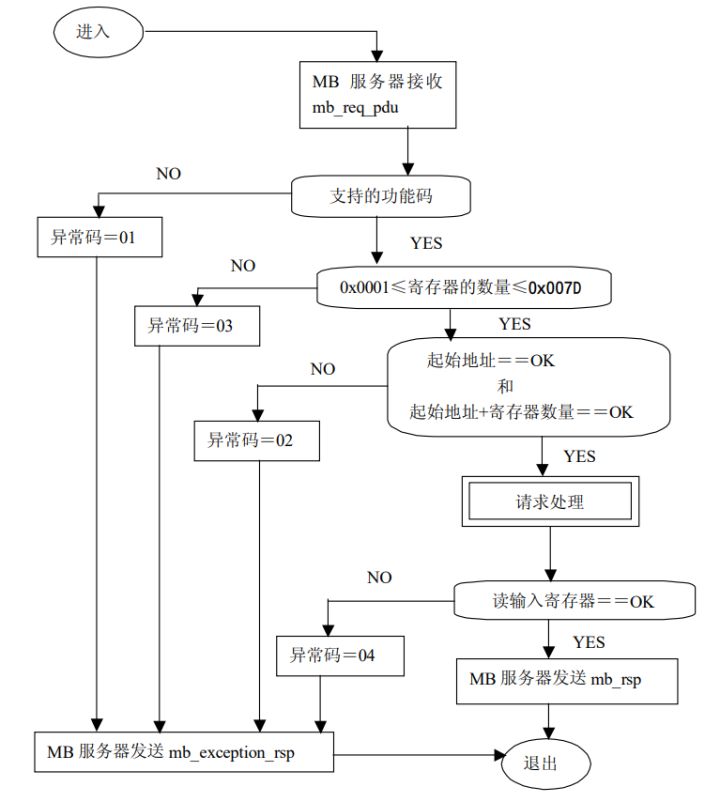 进入
MB 服务器接收
mb_req_pdu
NO
支持的功能码
异常码＝01
YES
NO
0x0001≤寄存器的数量≤0x007D
异常码＝03
YES
起始地址＝＝OK
NO
和
起始地址+寄存器数量＝＝OK
异常码＝02
YES
请求处理
NO
读输入寄存器＝＝OK
YES
异常码＝04
MB 服务器发送 mb_rsp
MB 服务器发送 mb_exception_rsp
退出